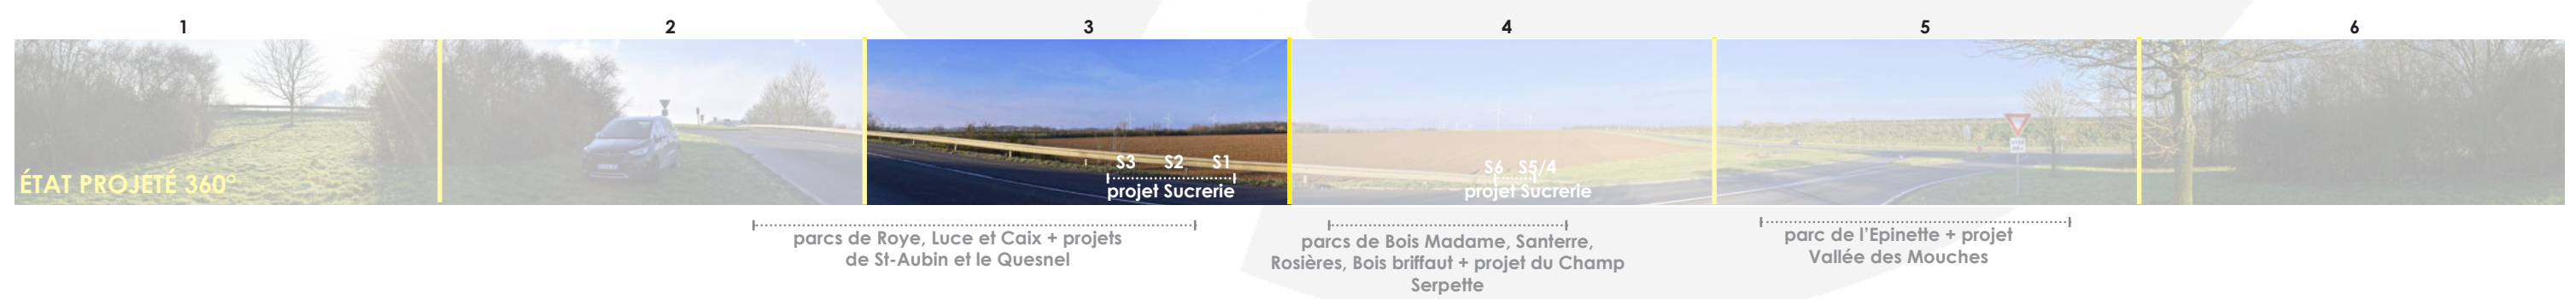 1 2 3 4 5 6
ÉTAT PROJETÉ 360°
S3 S2 S1
projet Sucrerie
S6 S5/4
projet Sucrerie
parcs de Roye, Luce et Caix + projets
de St-Aubin et le Quesnel
parcs de Bois Madame, Santerre,
Rosières, Bois briffaut + projet du Champ
Serpette
parc de l'Epinette + projet
Vallée des Mouches